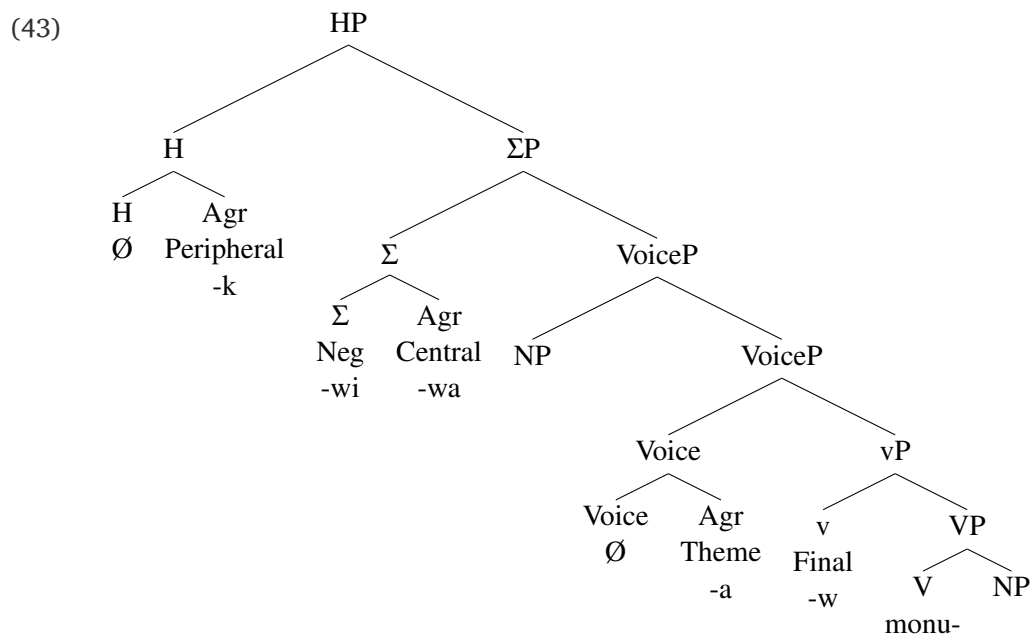 (43) HP
H ΣP
H Agr Σ VoiceP
Ø Peripheral
-k
Σ Agr NP VoiceP
Neg Central
-wi -wa
Voice vP
Voice Agr v VP
Ø Theme Final
-a -w V NP
monu-